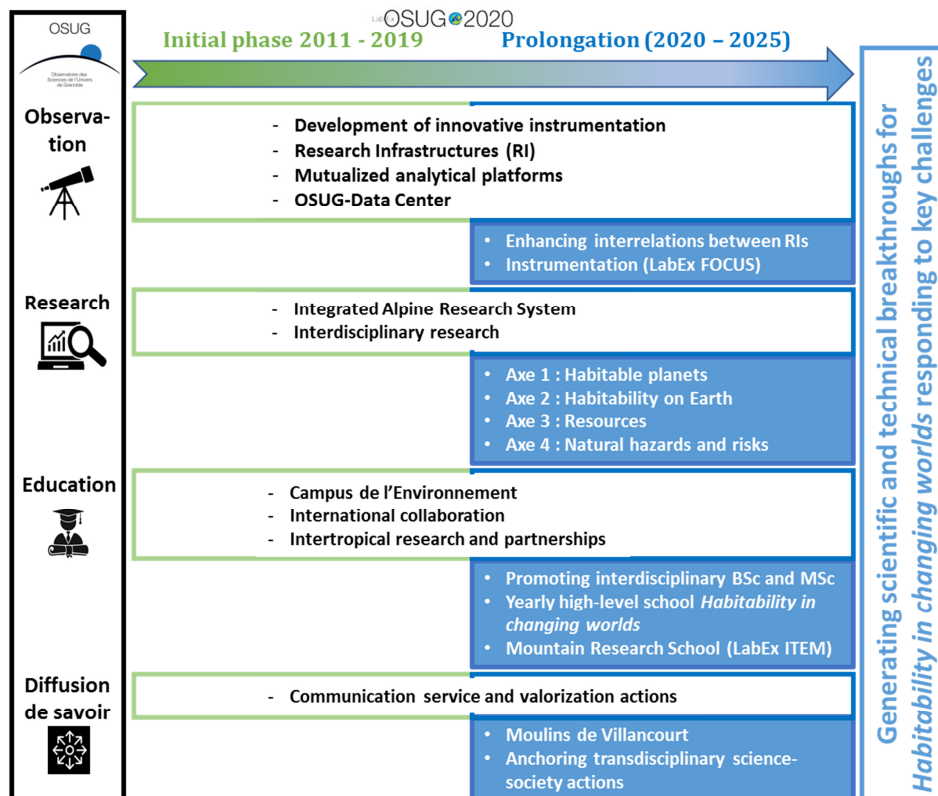 OSUG
Observatoire des
Sciences de l'Univers
de Grenoble
LabEx OSUG@2020
Initial phase 2011 - 2019
Prolongation (2020 – 2025)
Observa-
tion
- Development of innovative instrumentation
- Research Infrastructures (RI)
- Mutualized analytical platforms
- OSUG-Data Center
• Enhancing interrelations between RIs
• Instrumentation (LabEx FOCUS)
Research
- Integrated Alpine Research System
- Interdisciplinary research
• Axe 1 : Habitable planets
• Axe 2 : Habitability on Earth
• Axe 3 : Resources
• Axe 4 : Natural hazards and risks
Education
- Campus de l'Environnement
- International collaboration
- Intertropical research and partnerships
• Promoting interdisciplinary BSc and MSc
• Yearly high-level school Habitability in
changing worlds
• Mountain Research School (LabEx ITEM)
Diffusion
de savoir
- Communication service and valorization actions
• Moulins de Villancourt
• Anchoring transdisciplinary science-
society actions
Generating scientific and technical breakthroughs for
Habitability in changing worlds responding to key challenges